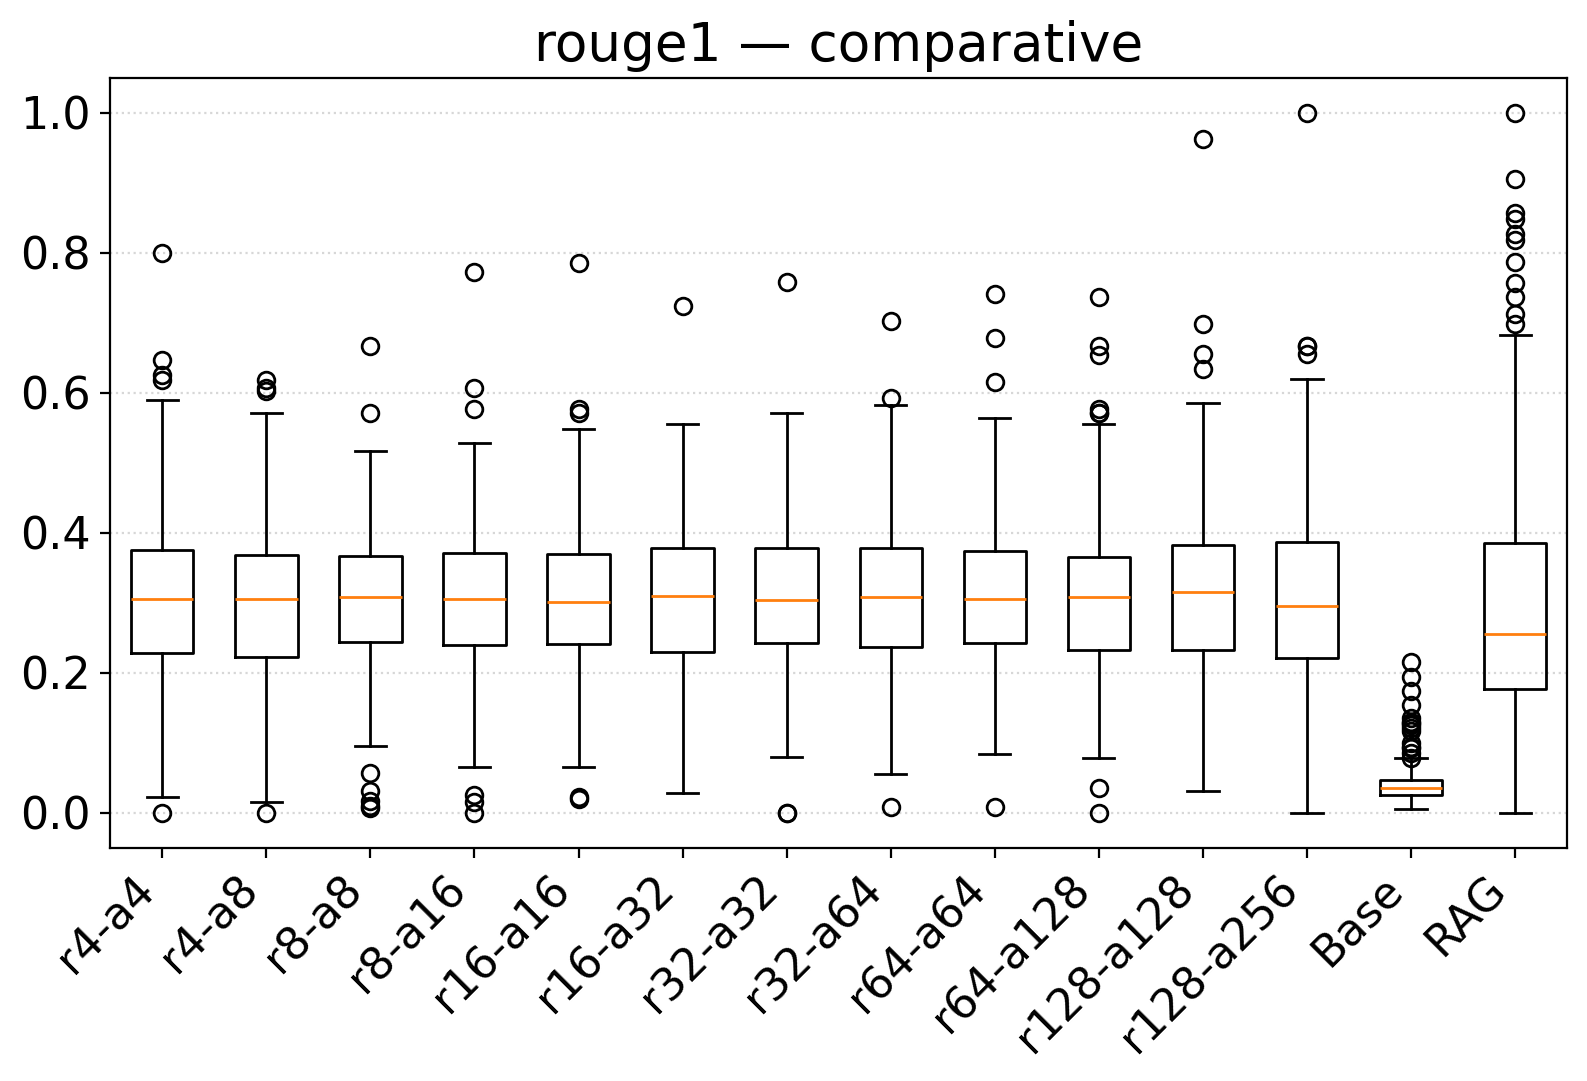 rouge1 — comparative
1.0
0.8
0.6
0.4
0.2
0.0
r4-a4
r4-a8
r8-a8
r8-a16
r16-a16
r16-a32
r32-a32
r32-a64
r64-a64
r64-a128
r128-a128
r128-a256
Base
RAG